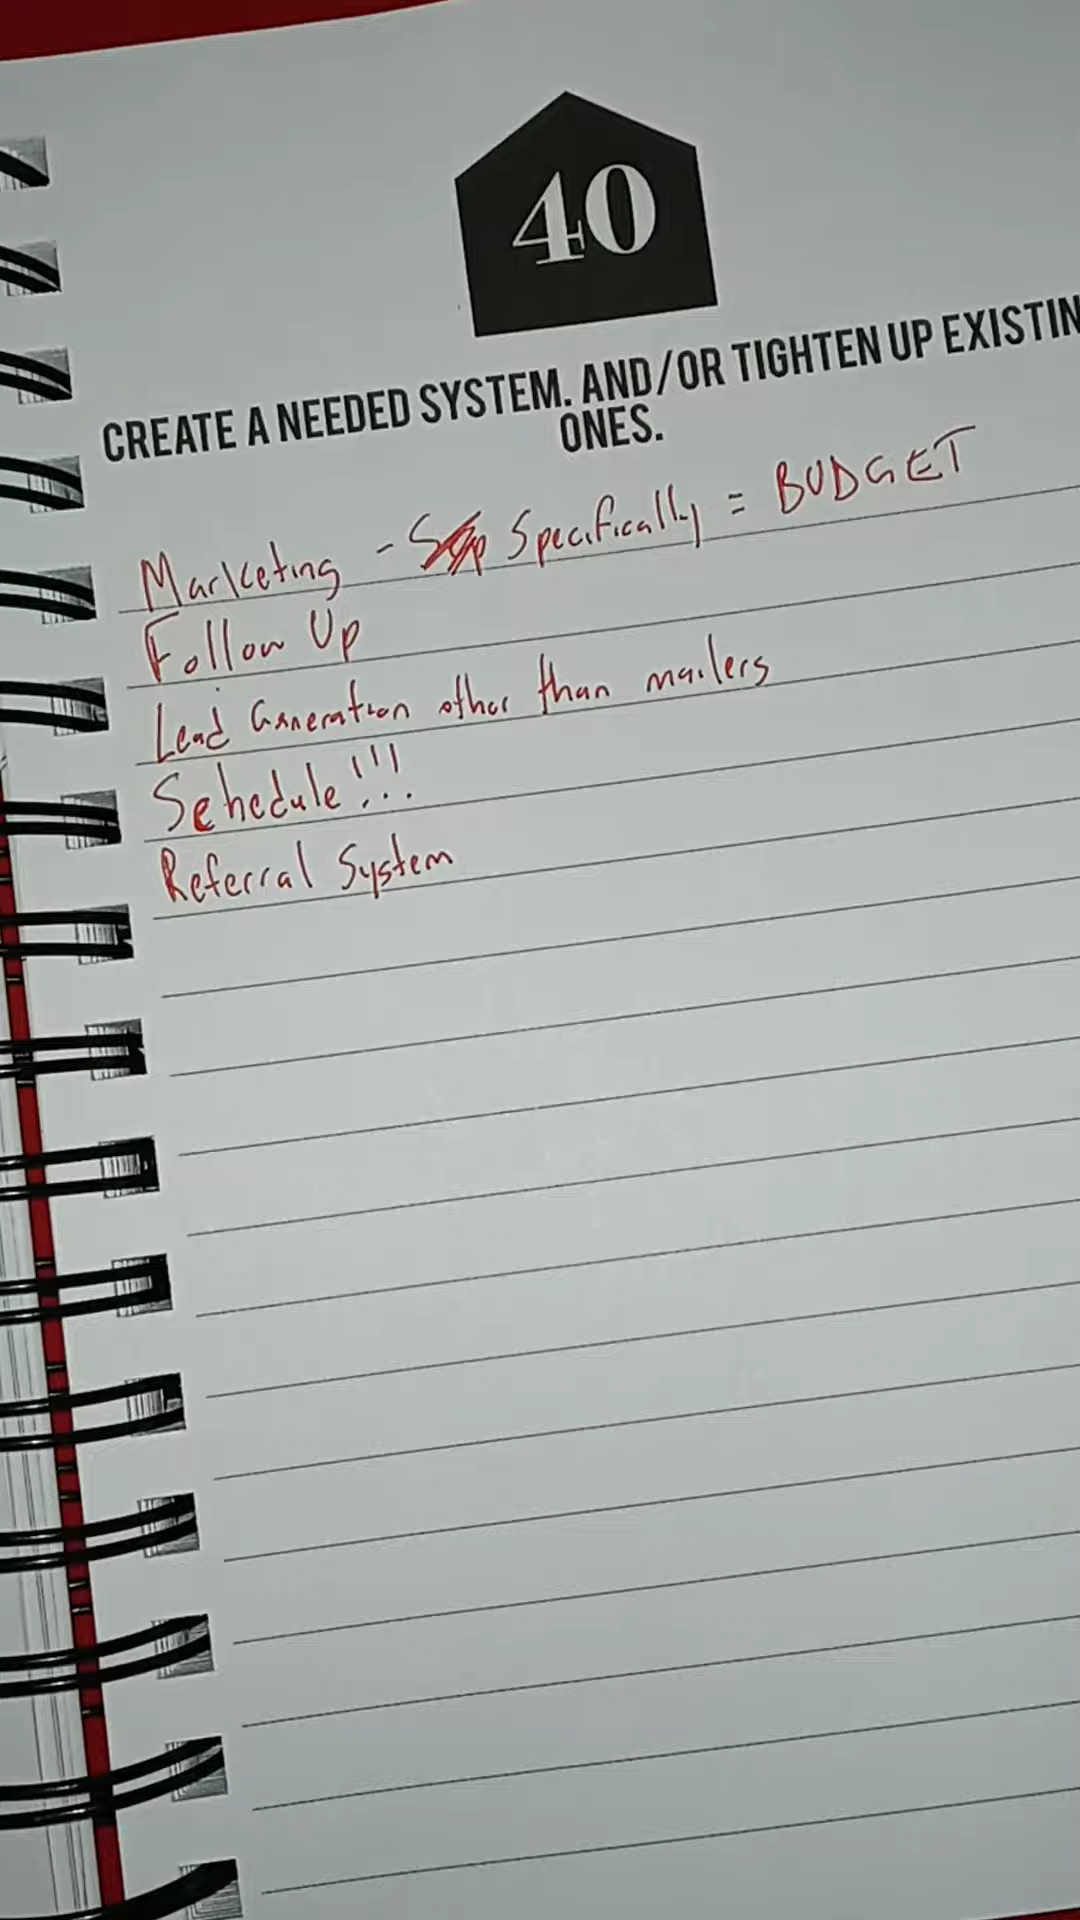 40
CREATE A NEEDED SYSTEM. AND/OR TIGHTEN UP EXISTIN
ONES.
Marketing - Specifically = BUDGET
Follow Up
Lead Generation other than mailers
Schedule!!!
Referral System